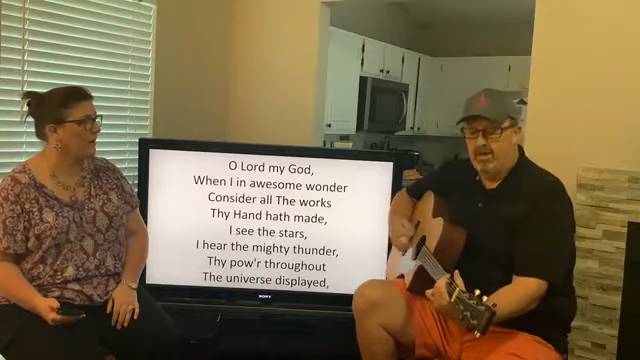 O Lord my God,
When I in awesome wonder
Consider all The works
Thy Hand hath made,
I see the stars,
I hear the mighty thunder,
Thy pow'r throughout
The universe displayed,
SONY